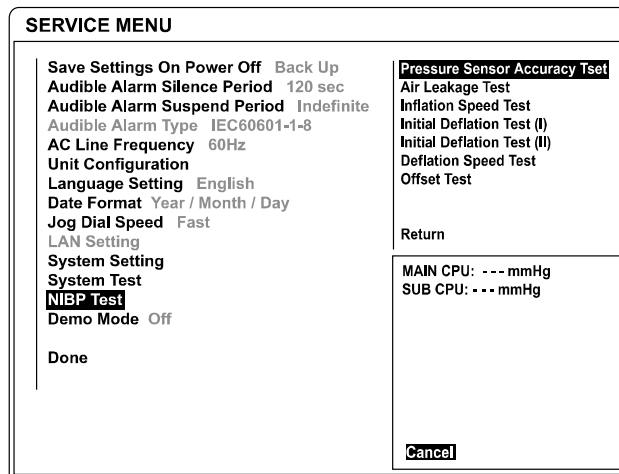 SERVICE MENU
Save Settings On Power Off Back Up
Audible Alarm Silence Period 120 sec
Audible Alarm Suspend Period Indefinite
Audible Alarm Type IEC60601-1-8
AC Line Frequency 60Hz
Unit Configuration
Language Setting English
Date Format Year / Month / Day
Jog Dial Speed Fast
LAN Setting
System Setting
System Test
NIBP Test
Demo Mode Off
Done
Pressure Sensor Accuracy Tset
Air Leakage Test
Inflation Speed Test
Initial Deflation Test (I)
Initial Deflation Test (II)
Deflation Speed Test
Offset Test
Return
MAIN CPU: - - - mmHg
SUB CPU: - - - mmHg
Cancel